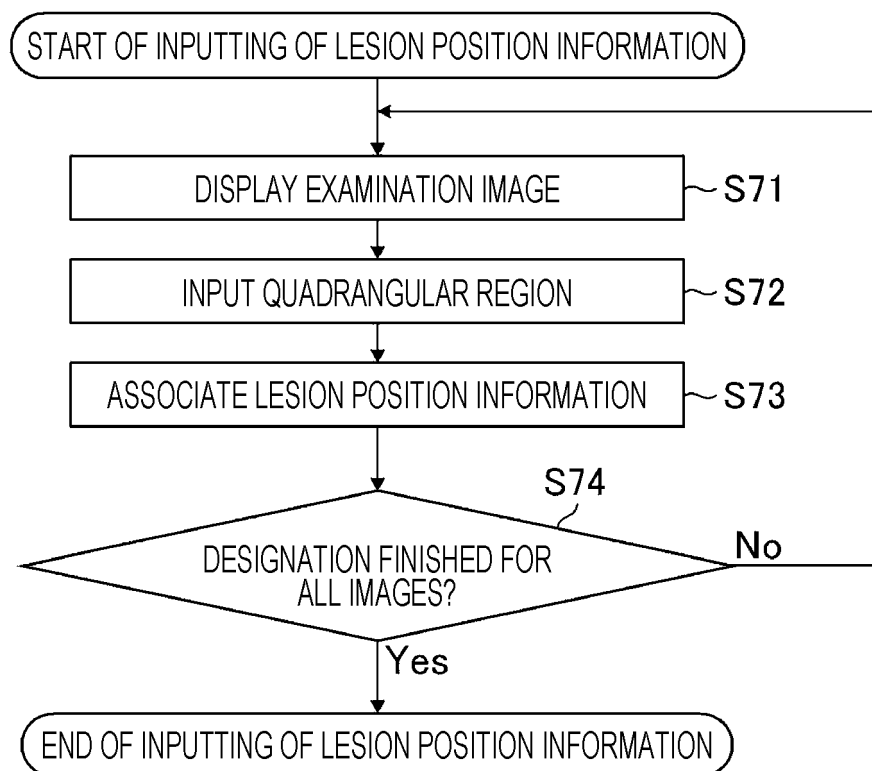 START OF INPUTTING OF LESION POSITION INFORMATION
DISPLAY EXAMINATION IMAGE
S71
INPUT QUADRANGULAR REGION
S72
ASSOCIATE LESION POSITION INFORMATION
S73
S74
DESIGNATION FINISHED FOR
ALL IMAGES?
No
Yes
END OF INPUTTING OF LESION POSITION INFORMATION